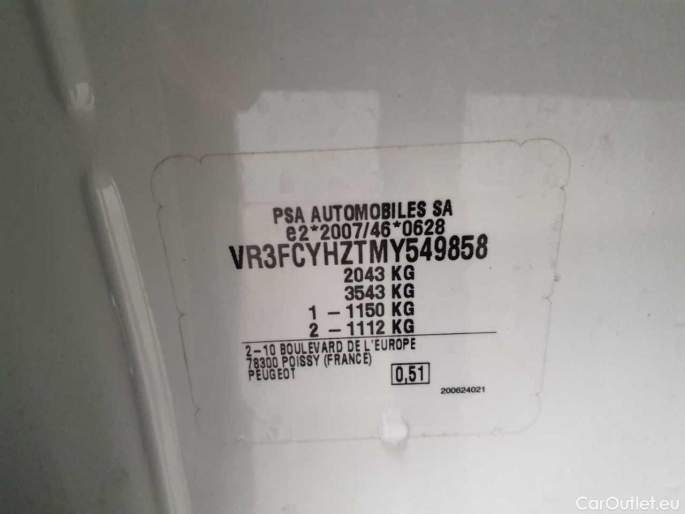 PSA AUTOMOBILES SA
e2*2007/46*0628
VR3FCYHZTMY549858
2043 KG
3543 KG
1 - 1150 KG
2 - 1112 KG
2-10 BOULEVARD DE L'EUROPE
78300 POISSY (FRANCE)
PEUGEOT
0,51
200624021
CarOutlet.eu